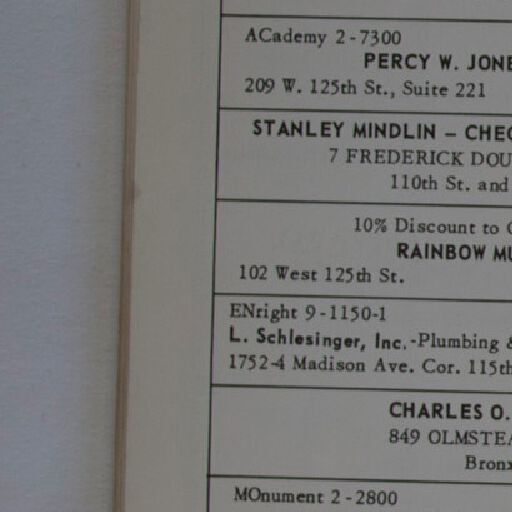 ACademy 2-7300
PERCY W. JONE
209 W. 125th St., Suite 221
STANLEY MINDLIN – CHEC
7 FREDERICK DOU
110th St. and
10% Discount to
RAINBOW MU
102 West 125th St.
ENright 9-1150-1
L. Schlesinger, Inc.-Plumbing &
1752-4 Madison Ave. Cor. 115th
CHARLES O.
849 OLMSTEA
Bronx
MOnument 2-2800